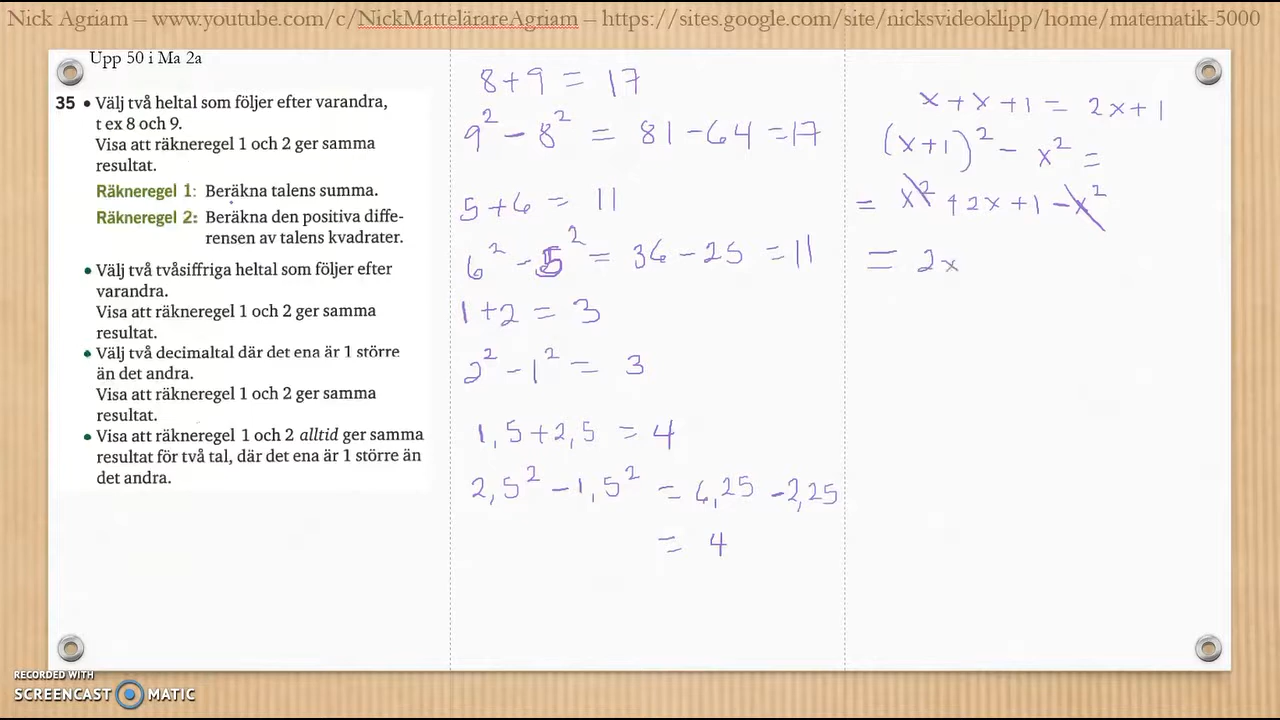 Nick Agriam – www.youtube.com/c/NickMattelärareAgriam – https://sites.google.com/site/nicksvideoklipp/home/matematik-5000
Upp 50 i Ma 2a
35 • Välj två heltal som följer efter varandra,
t ex 8 och 9.
Visa att räkneregel 1 och 2 ger samma
resultat.
Räkneregel 1: Beräkna talens summa.
Räkneregel 2: Beräkna den positiva diffe-
rensen av talens kvadrater.
• Välj två tvåsiffriga heltal som följer efter
varandra.
Visa att räkneregel 1 och 2 ger samma
resultat.
• Välj två decimaltal där det ena är 1 större
än det andra.
Visa att räkneregel 1 och 2 ger samma
resultat.
• Visa att räkneregel 1 och 2 alltid ger samma
resultat för två tal, där det ena är 1 större än
det andra.
8+9 = 17
9² - 8² = 81 - 64 = 17
5+6 = 11
6² - 5² = 36 - 25 = 11
1+2 = 3
2² - 1² = 3
1,5+2,5 = 4
2,5² - 1,5² = 6,25 - 2,25
= 4
x+x+1 = 2x+1
(x+1)² - x² =
= x² + 2x+1 - x²
= 2x
RECORDED WITH
SCREENCAST O MATIC